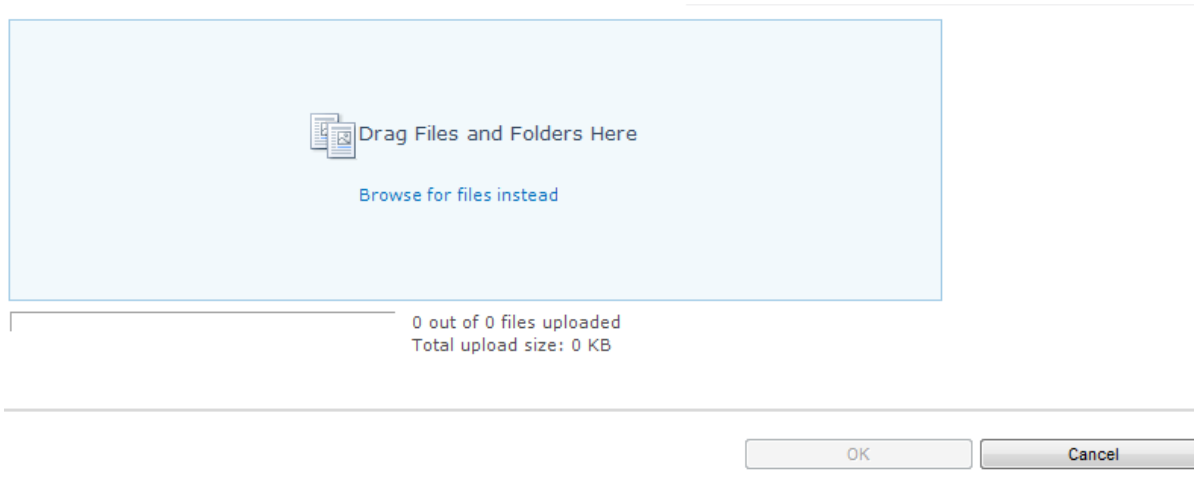 Drag Files and Folders Here
Browse for files instead
0 out of 0 files uploaded
Total upload size: 0 KB
OK
Cancel